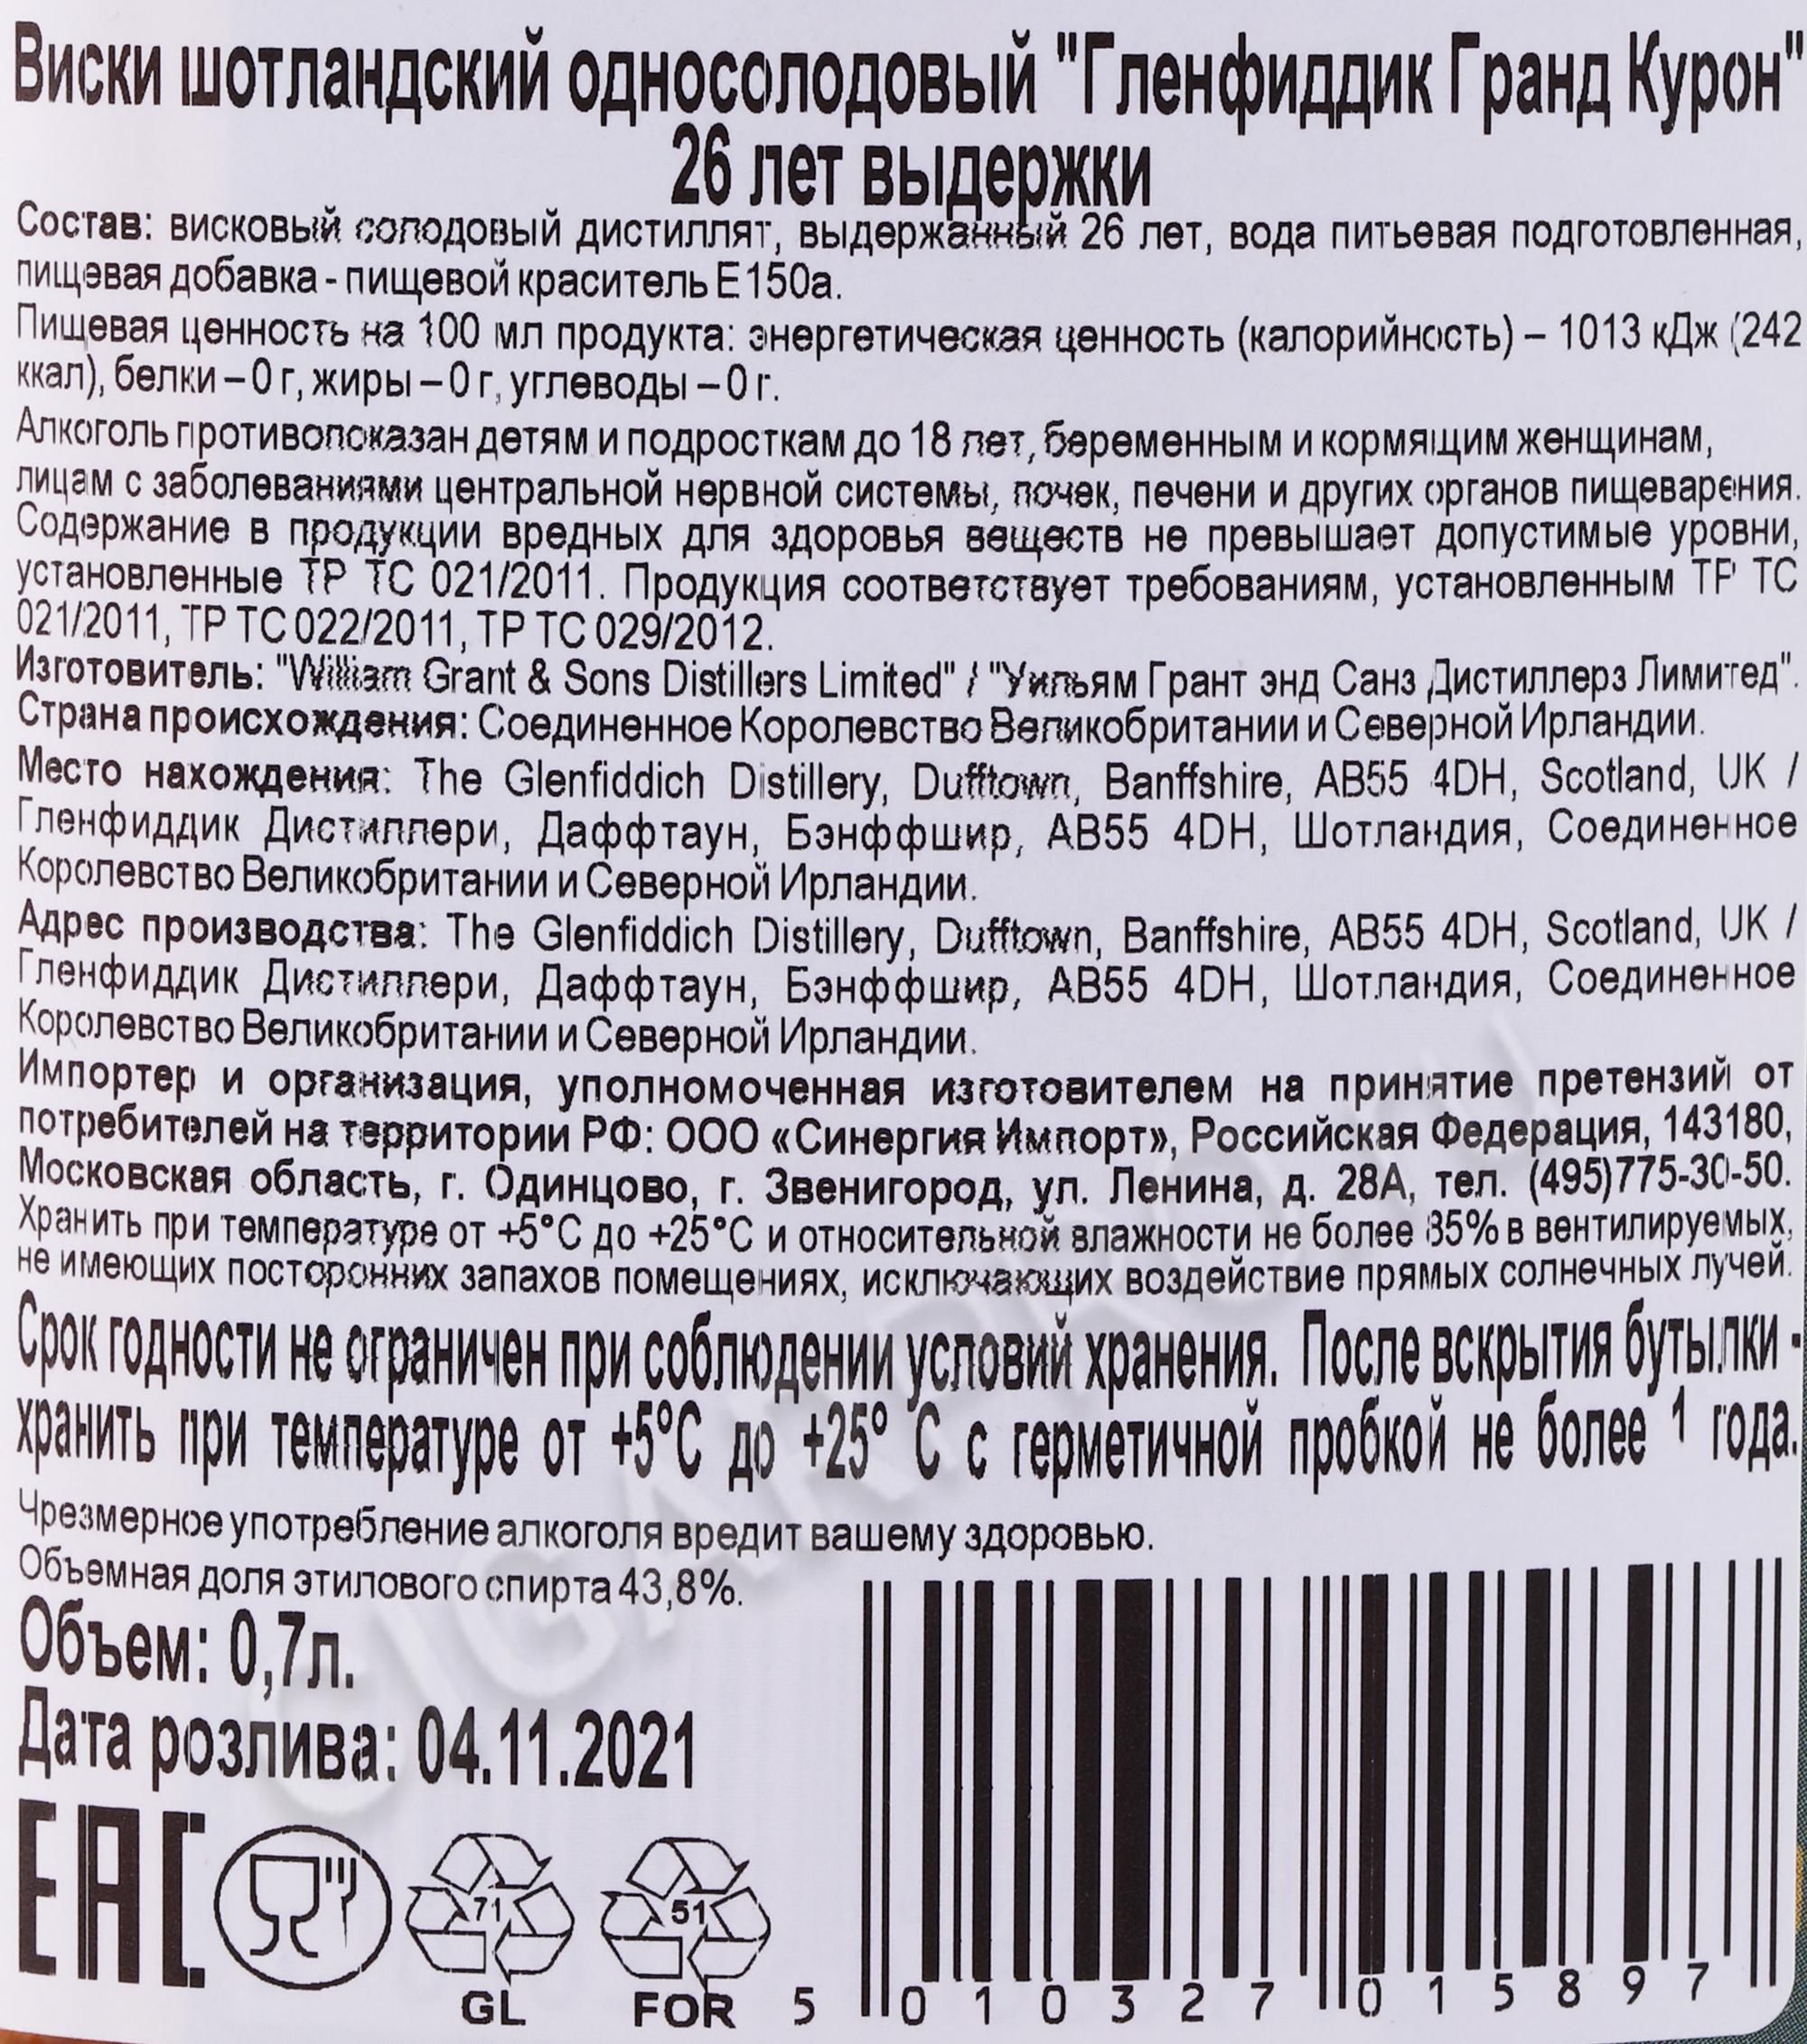 Виски шотландский односолодовый "Гленфиддик Гранд Курон"
26 лет выдержки
Состав: висковый солодовый дистиллят, выдержанный 26 лет, вода питьевая подготовленная,
пищевая добавка - пищевой краситель Е150а.
Пищевая ценность на 100 мл продукта: энергетическая ценность (калорийность) – 1013 кДж (242
ккал), белки – 0 г, жиры – 0 г, углеводы – 0 г.
Алкоголь противопоказан детям и подросткам до 18 лет, беременным и кормящим женщинам,
лицам с заболеваниями центральной нервной системы, почек, печени и других органов пищеварения.
Содержание в продукции вредных для здоровья веществ не превышает допустимые уровни,
установленные ТР ТС 021/2011. Продукция соответствует требованиям, установленным ТР ТС
021/2011, ТР ТС 022/2011, ТР ТС 029/2012.
Изготовитель: "William Grant & Sons Distillers Limited" / "Уильям Грант энд Санз Дистиллерз Лимитед".
Страна происхождения: Соединенное Королевство Великобритании и Северной Ирландии.
Место нахождения: The Glenfiddich Distillery, Dufftown, Banffshire, AB55 4DH, Scotland, UK /
Гленфиддик Дистиллери, Даффтаун, Бэнффшир, AB55 4DH, Шотландия, Соединенное
Королевство Великобритании и Северной Ирландии.
Адрес производства: The Glenfiddich Distillery, Dufftown, Banffshire, AB55 4DH, Scotland, UK /
Гленфиддик Дистиллери, Даффтаун, Бэнффшир, AB55 4DH, Шотландия, Соединенное
Королевство Великобритании и Северной Ирландии.
Импортер и организация, уполномоченная изготовителем на принятие претензий от
потребителей на территории РФ: ООО «Синергия Импорт», Российская Федерация, 143180,
Московская область, г. Одинцово, г. Звенигород, ул. Ленина, д. 28А, тел. (495)775-30-50.
Хранить при температуре от +5°С до +25°С и относительной влажности не более 85% в вентилируемых,
не имеющих посторонних запахов помещениях, исключающих воздействие прямых солнечных лучей.
Срок годности не ограничен при соблюдении условий хранения. После вскрытия бутылки -
хранить при температуре от +5°С до +25° С с герметичной пробкой не более 1 года.
Чрезмерное употребление алкоголя вредит вашему здоровью.
Объемная доля этилового спирта 43,8%.
Объем: 0,7л.
Дата розлива: 04.11.2021
EAC
71
GL
51
FOR
5 010327 015897
CIGARPRO.ru